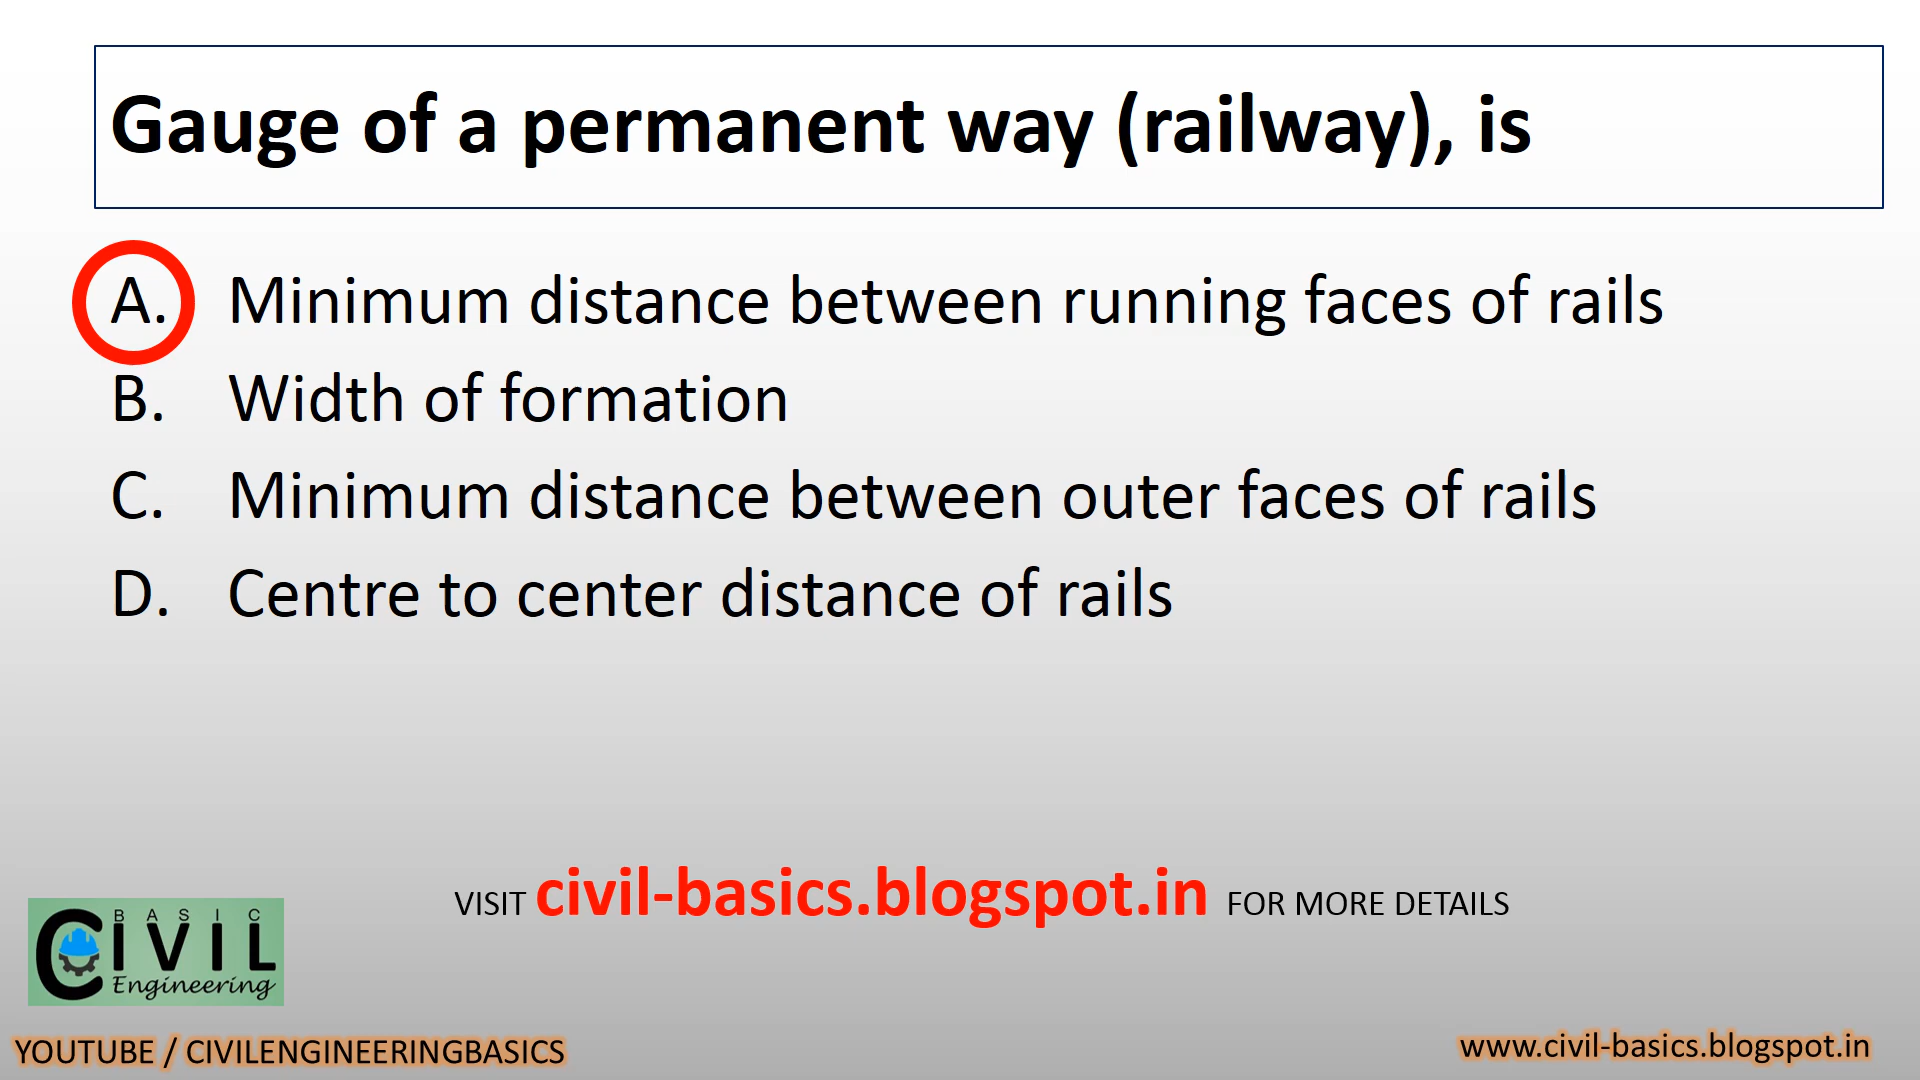 Gauge of a permanent way (railway), is
A. Minimum distance between running faces of rails
B. Width of formation
C. Minimum distance between outer faces of rails
D. Centre to center distance of rails
VISIT civil-basics.blogspot.in FOR MORE DETAILS
BASIC
CIVIL
Engineering
YOUTUBE / CIVILENGINEERINGBASICS
www.civil-basics.blogspot.in